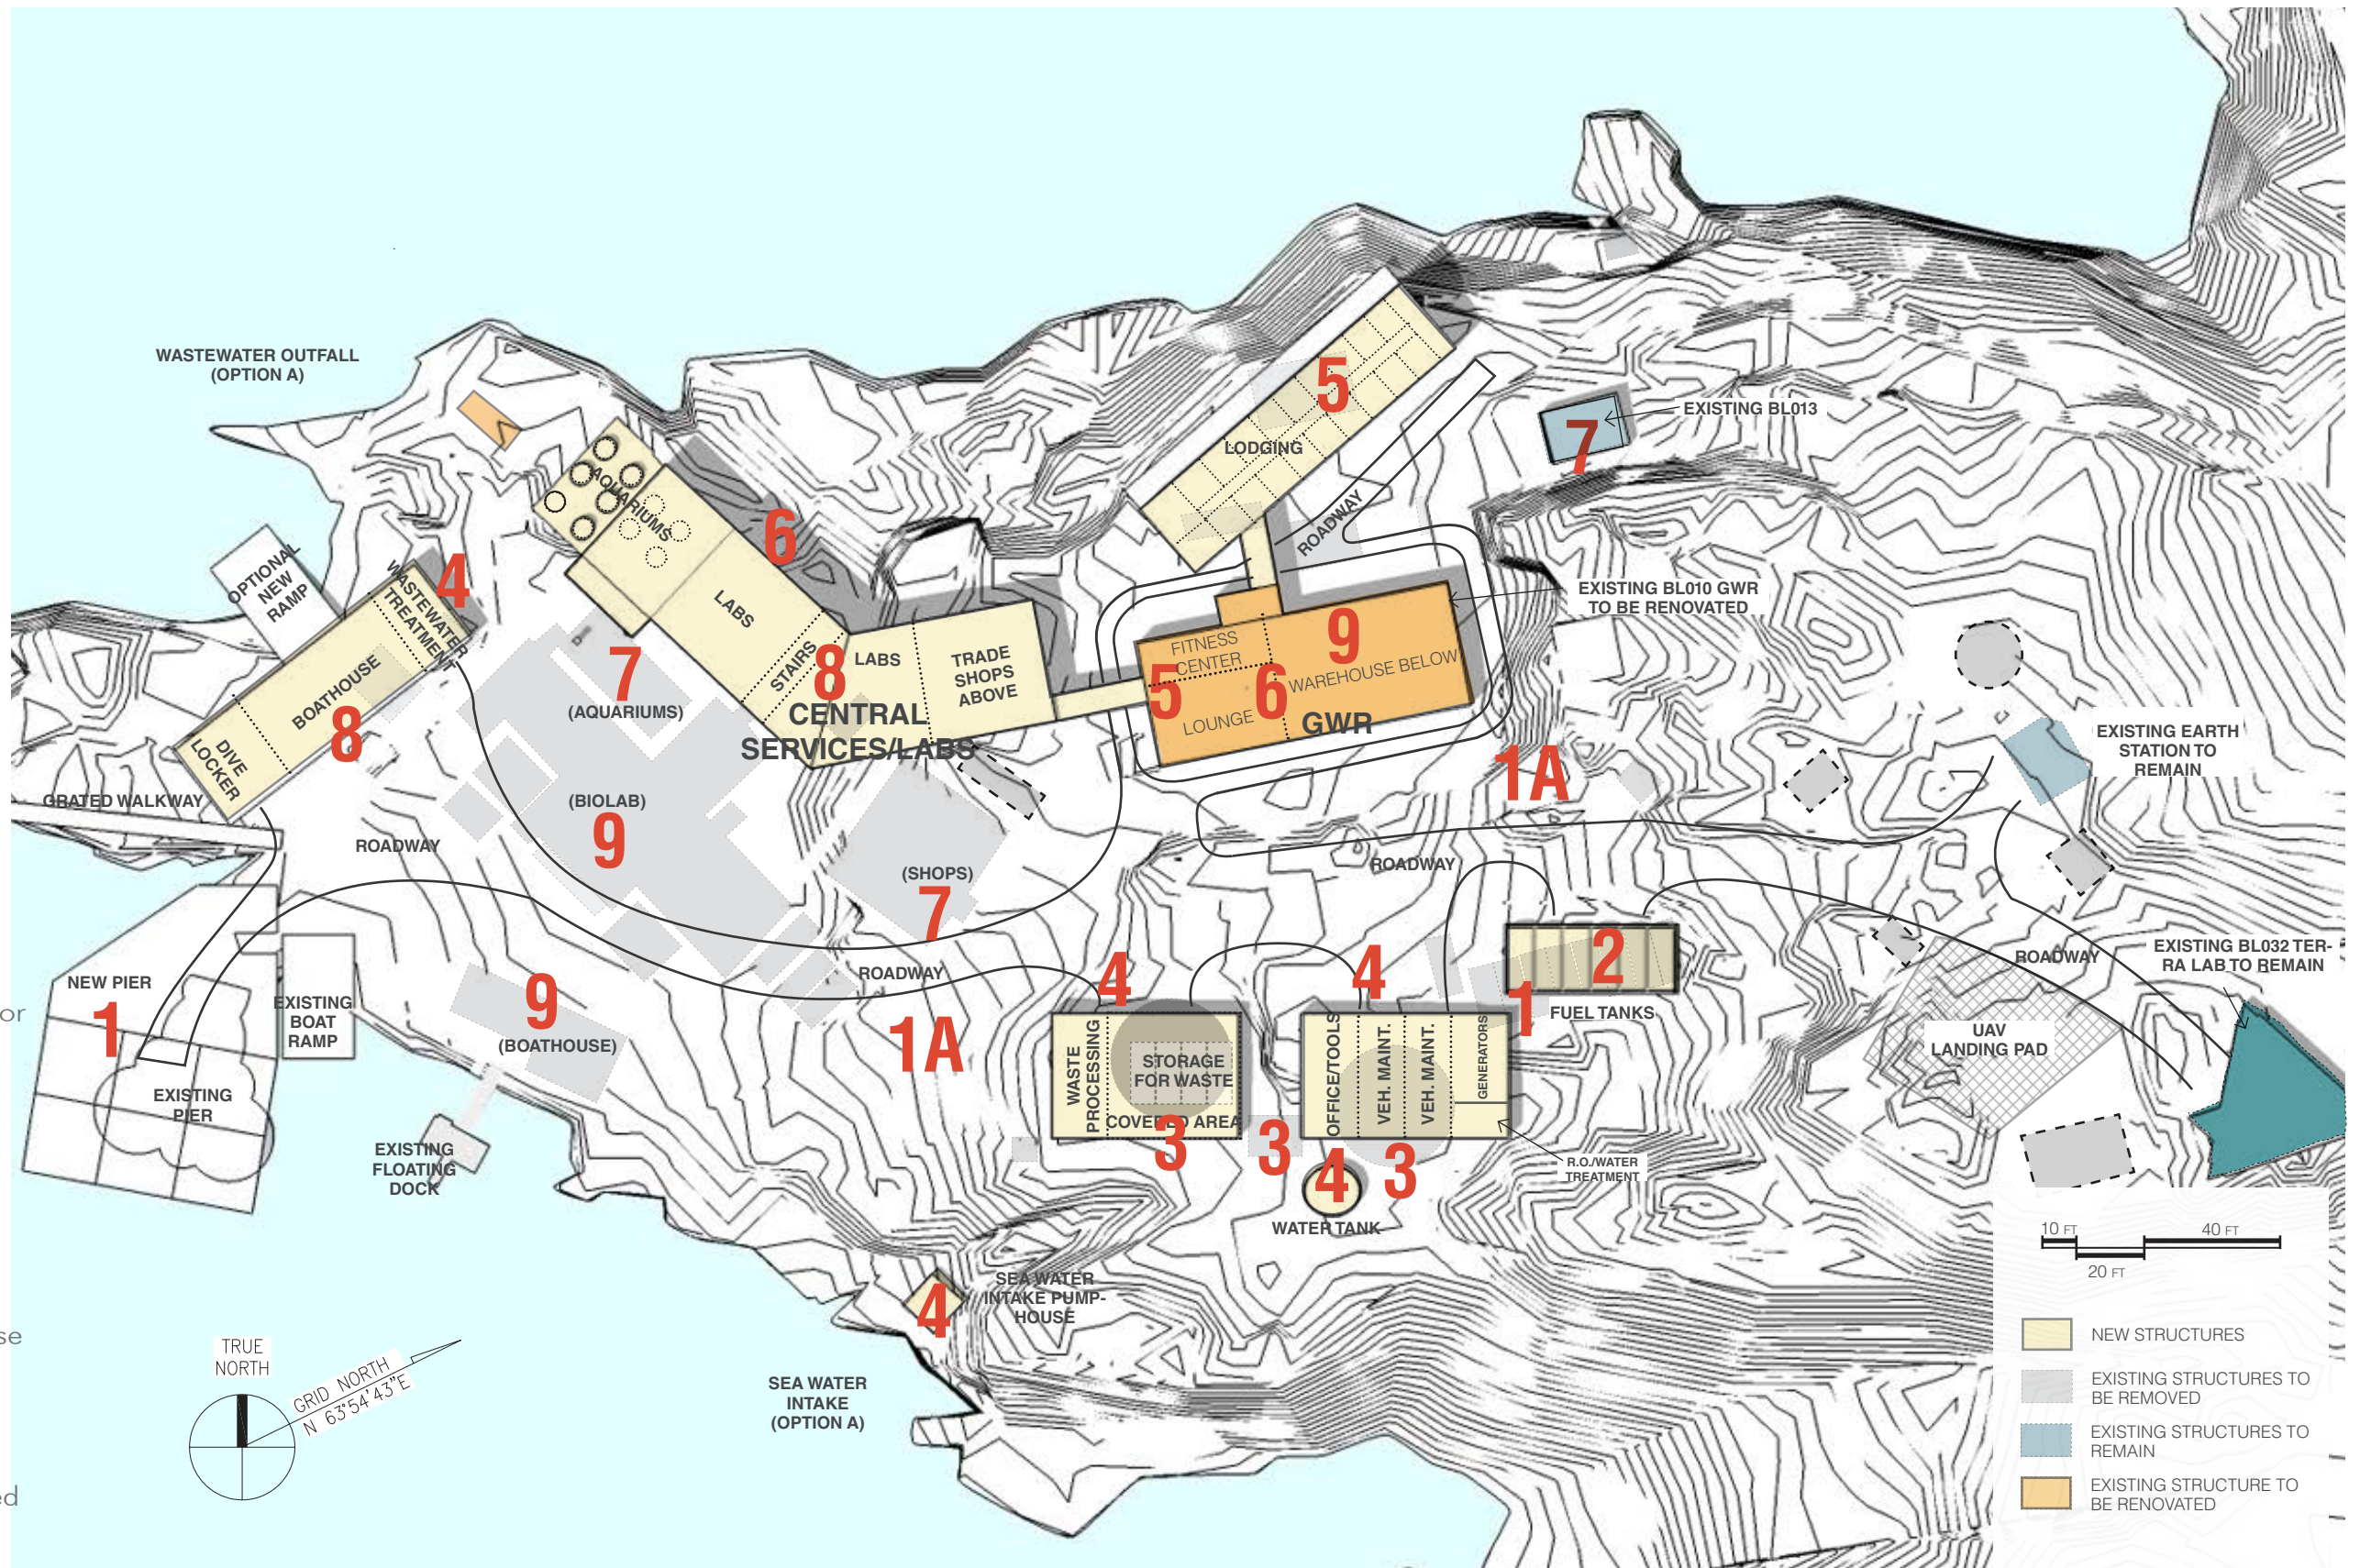 WASTEWATER OUTFALL
(OPTION A)
5
LODGING
EXISTING BL013
7
AQUARIUMS
6
ROADWAY
OPTIONAL
NEW
RAMP
WASTEWATER
TREATMENT
4
LABS
EXISTING BL010 GWR
TO BE RENOVATED
BOATHOUSE
8
DIVE
LOCKER
7
(AQUARIUMS)
STAIRS
8
LABS
TRADE
SHOPS
ABOVE
CENTRAL
SERVICES/LABS
FITNESS
CENTER
9
5
6
WAREHOUSE BELOW
LOUNGE
GWR
1A
EXISTING EARTH
STATION TO
REMAIN
GRATED WALKWAY
(BIOLAB)
9
ROADWAY
(SHOPS)
7
ROADWAY
ROADWAY
4
4
2
FUEL TANKS
1
ROADWAY
EXISTING BL032 TER-
RA LAB TO REMAIN
NEW PIER
1
EXISTING
BOAT
RAMP
9
(BOATHOUSE)
1A
EXISTING
PIER
EXISTING
FLOATING
DOCK
WASTE
PROCESSING
STORAGE
FOR WASTE
COVERED AREA
3
3
OFFICE/TOOLS
VEH. MAINT.
VEH. MAINT.
GENERATORS
UAV
LANDING PAD
4
3
R.O./WATER
TREATMENT
WATER TANK
SEA WATER
INTAKE PUMP-
HOUSE
4
SEA WATER
INTAKE
(OPTION A)
TRUE
NORTH
GRID NORTH
N 63°54'43"E
10 FT
40 FT
20 FT
NEW STRUCTURES
EXISTING STRUCTURES TO
BE REMOVED
EXISTING STRUCTURES TO
REMAIN
EXISTING STRUCTURE TO
BE RENOVATED
or
se
ed